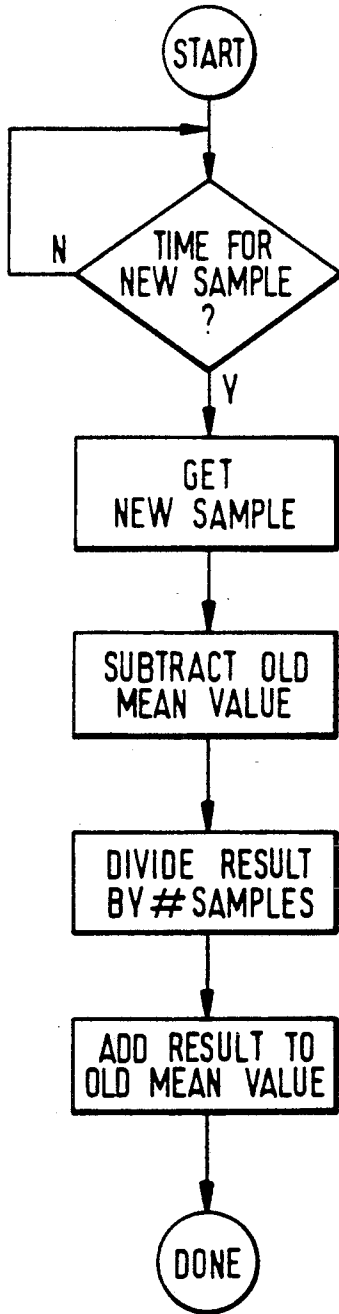 START
TIME FOR
NEW SAMPLE
?
N
Y
GET
NEW SAMPLE
SUBTRACT OLD
MEAN VALUE
DIVIDE RESULT
BY # SAMPLES
ADD RESULT TO
OLD MEAN VALUE
DONE